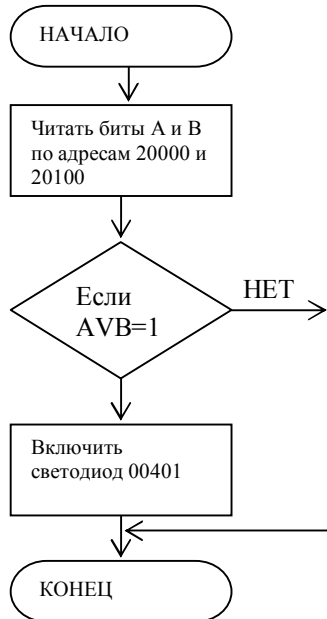 НАЧАЛО
Читать биты А и В
по адресам 20000 и
20100
Если
AVB=1
НЕТ
Включить
светодиод 00401
КОНЕЦ